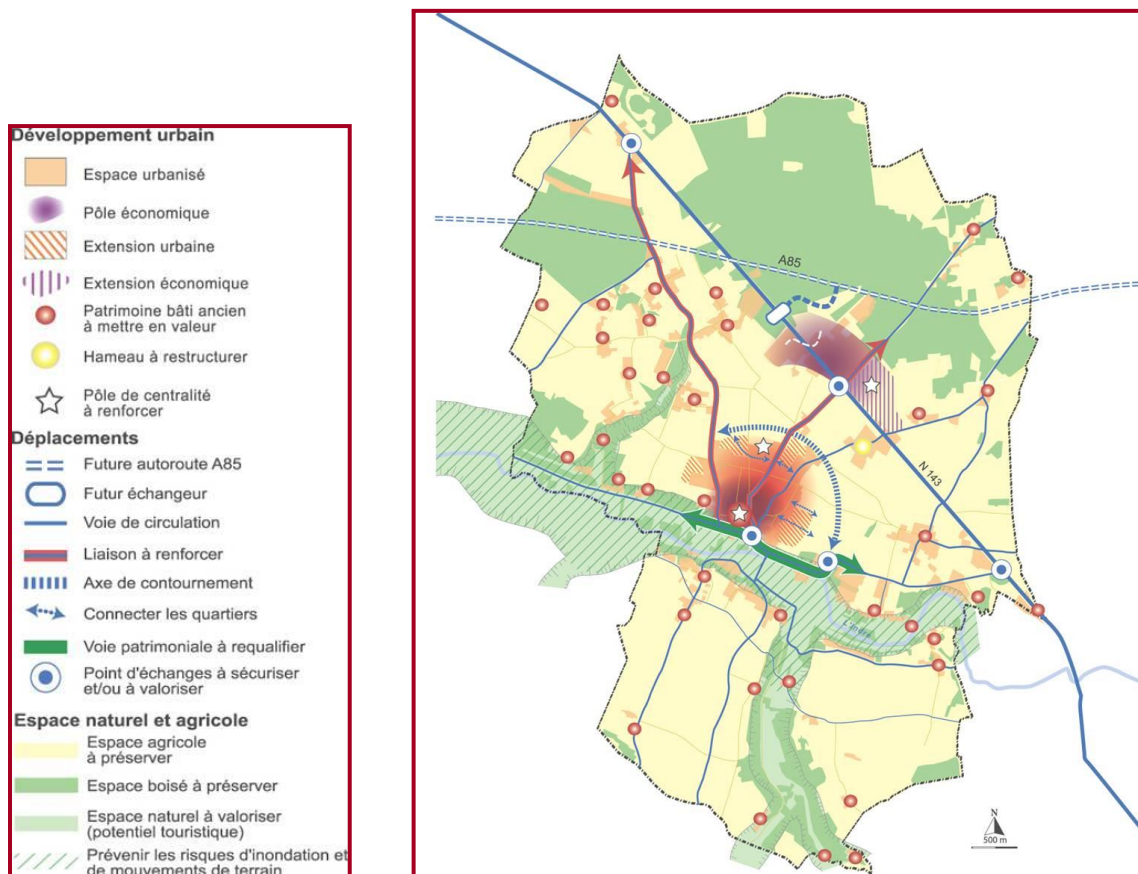 Développement urbain
Espace urbanisé
Pôle économique
Extension urbaine
Extension économique
Patrimoine bâti ancien
à mettre en valeur
Hameau à restructurer
Pôle de centralité
à renforcer
Déplacements
Future autoroute A85
Futur échangeur
Voie de circulation
Liaison à renforcer
Axe de contournement
Connecter les quartiers
Voie patrimoniale à requalifier
Point d'échanges à sécuriser
et/ou à valoriser
Espace naturel et agricole
Espace agricole
à préserver
Espace boisé à préserver
Espace naturel à valoriser
(potentiel touristique)
Prévenir les risques d'inondation et
de mouvements de terrain
A85
N 143
L'Indre
N
500 m